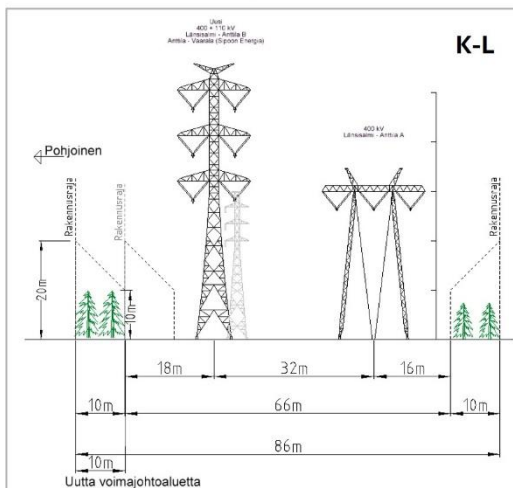 Uusi
400 + 110 kV
Länsisalmi - Anttila B
Anttila - Vaarala (Sipoon Energia)
K-L
400 kV
Länsisalmi - Anttila A
Pohjoinen
Rakennusraja
Rakennusraja
Rakennusraja
20m
10m
18m
32m
16m
10m
66m
10m
86m
10m
Uutta voimajohtoaluetta